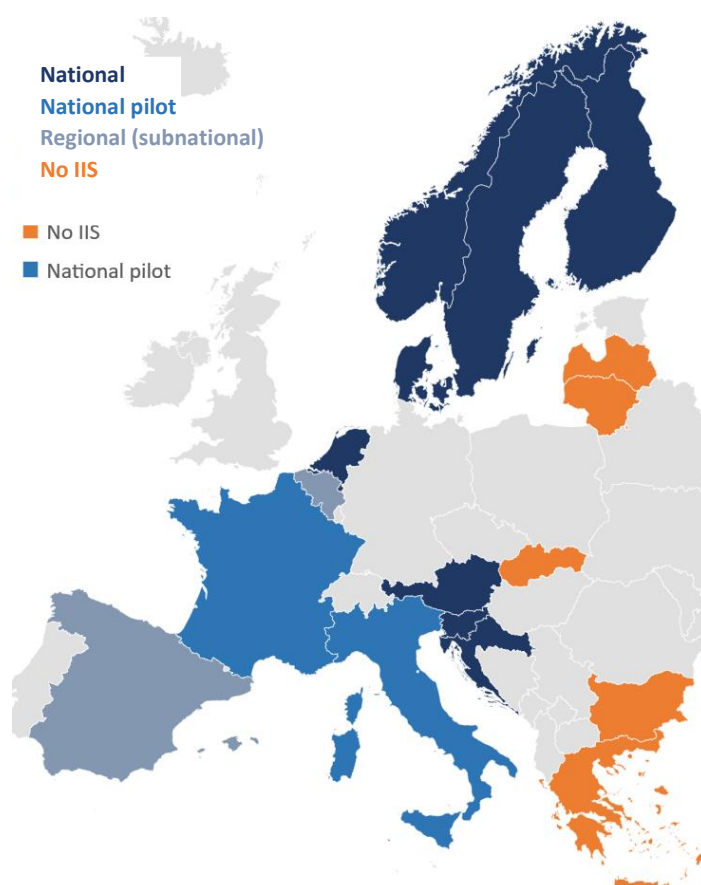 National
National pilot
Regional (subnational)
No IIS
No IIS
National pilot